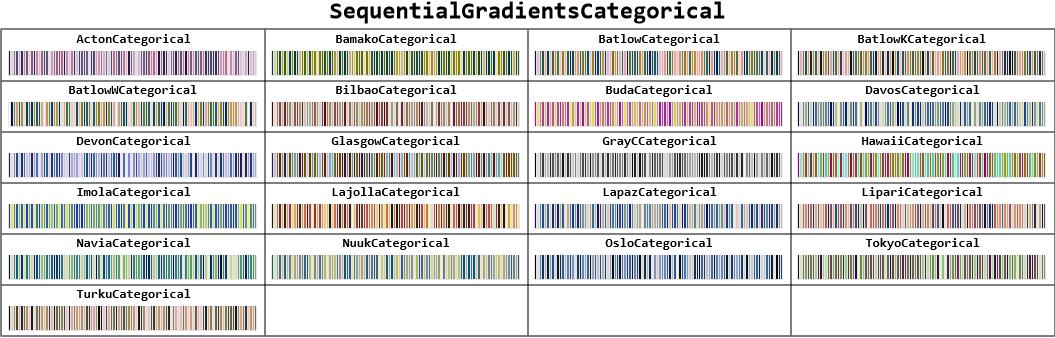 SequentialGradientsCategorical
ActonCategorical BamakoCategorical BatlowCategorical BatlowKCategorical
BatlowWCategorical BilbaoCategorical BudaCategorical DavosCategorical
DevonCategorical GlasgowCategorical GrayCCategorical HawaiiCategorical
ImolaCategorical LajollaCategorical LapazCategorical LipariCategorical
NaviaCategorical NuukCategorical OsloCategorical TokyoCategorical
TurkuCategorical